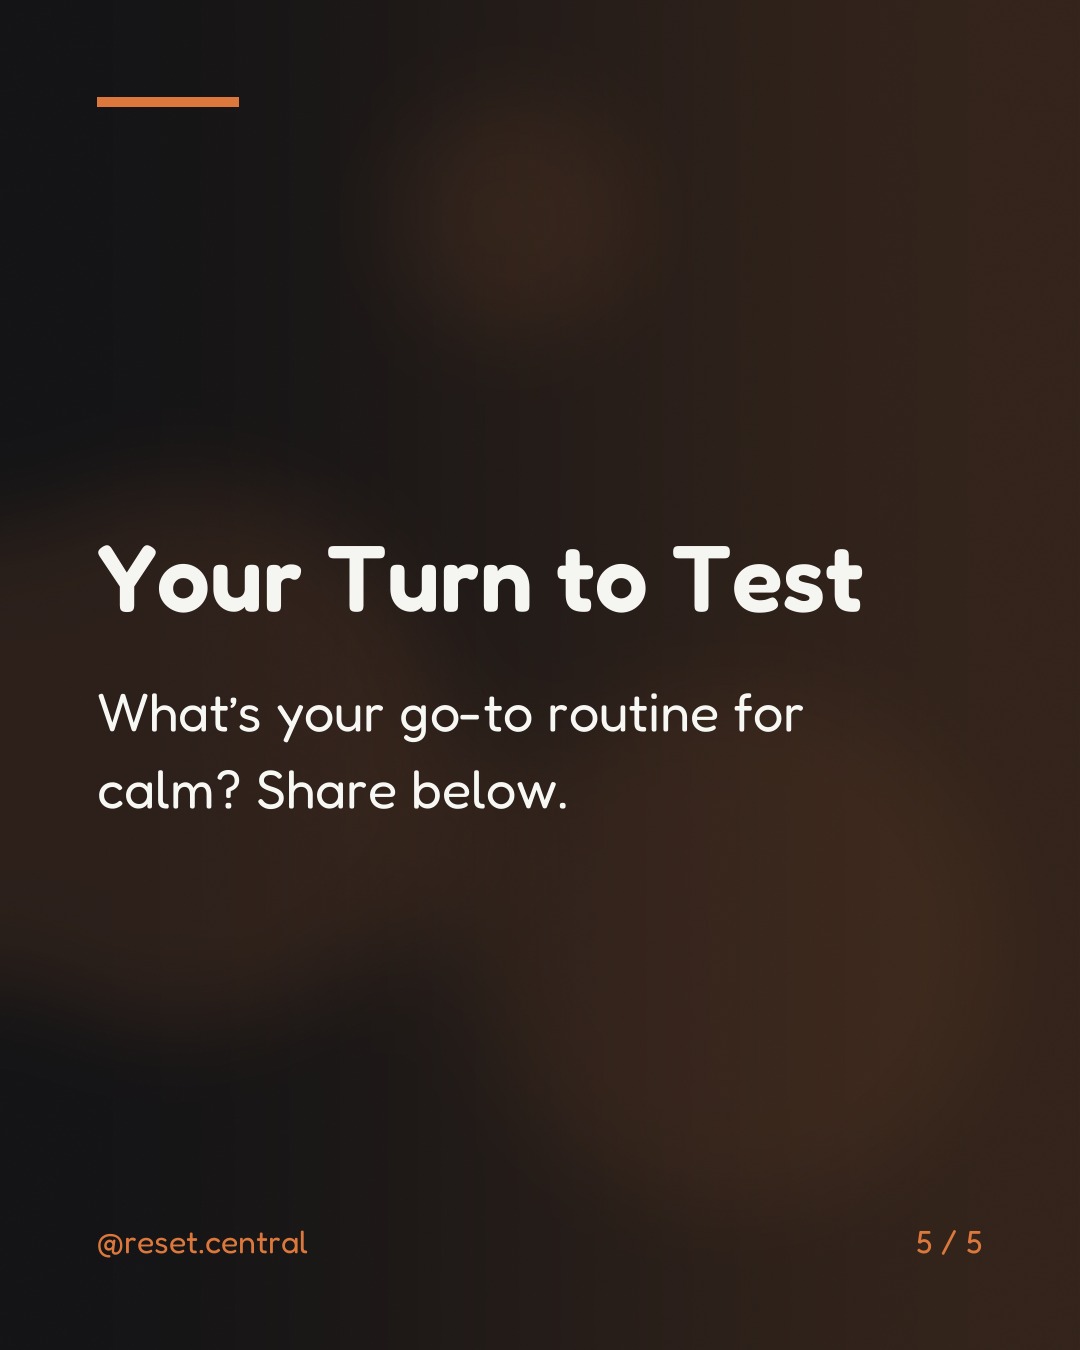 Your Turn to Test
What’s your go-to routine for
calm? Share below.
@reset.central
5 / 5